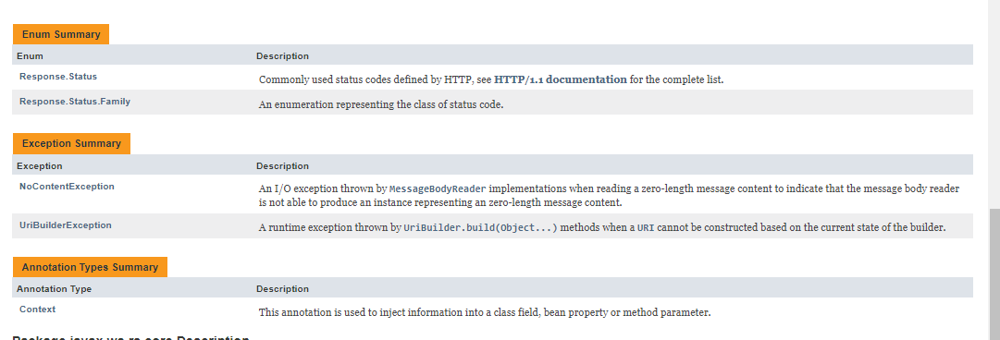 Enum Summary
Enum Description
Response.Status Commonly used status codes defined by HTTP, see HTTP/1.1 documentation for the complete list.
Response.Status.Family An enumeration representing the class of status code.
Exception Summary
Exception Description
NoContentException An I/O exception thrown by MessageBodyReader implementations when reading a zero-length message content to indicate that the message body reader
is not able to produce an instance representing an zero-length message content.
UriBuilderException A runtime exception thrown by UriBuilder.build(Object...) methods when a URI cannot be constructed based on the current state of the builder.
Annotation Types Summary
Annotation Type Description
Context This annotation is used to inject information into a class field, bean property or method parameter.
Package javax.ws.rs.core Description